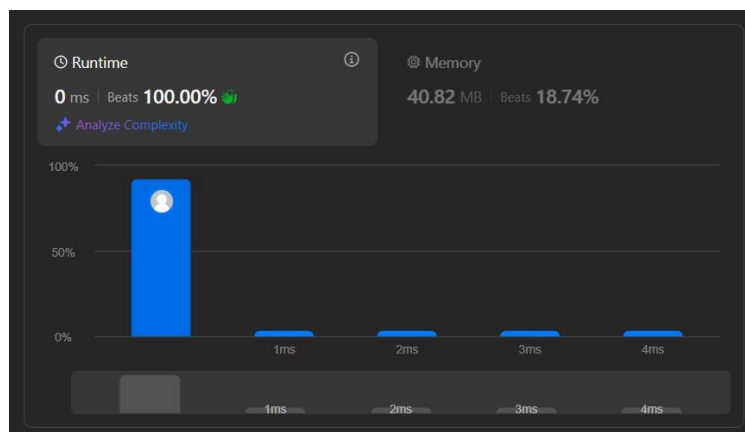 Runtime
0 ms | Beats 100.00%
Analyze Complexity
Memory
40.82 MB | Beats 18.74%
100%
50%
0%
1ms 2ms 3ms 4ms
1ms 2ms 3ms 4ms